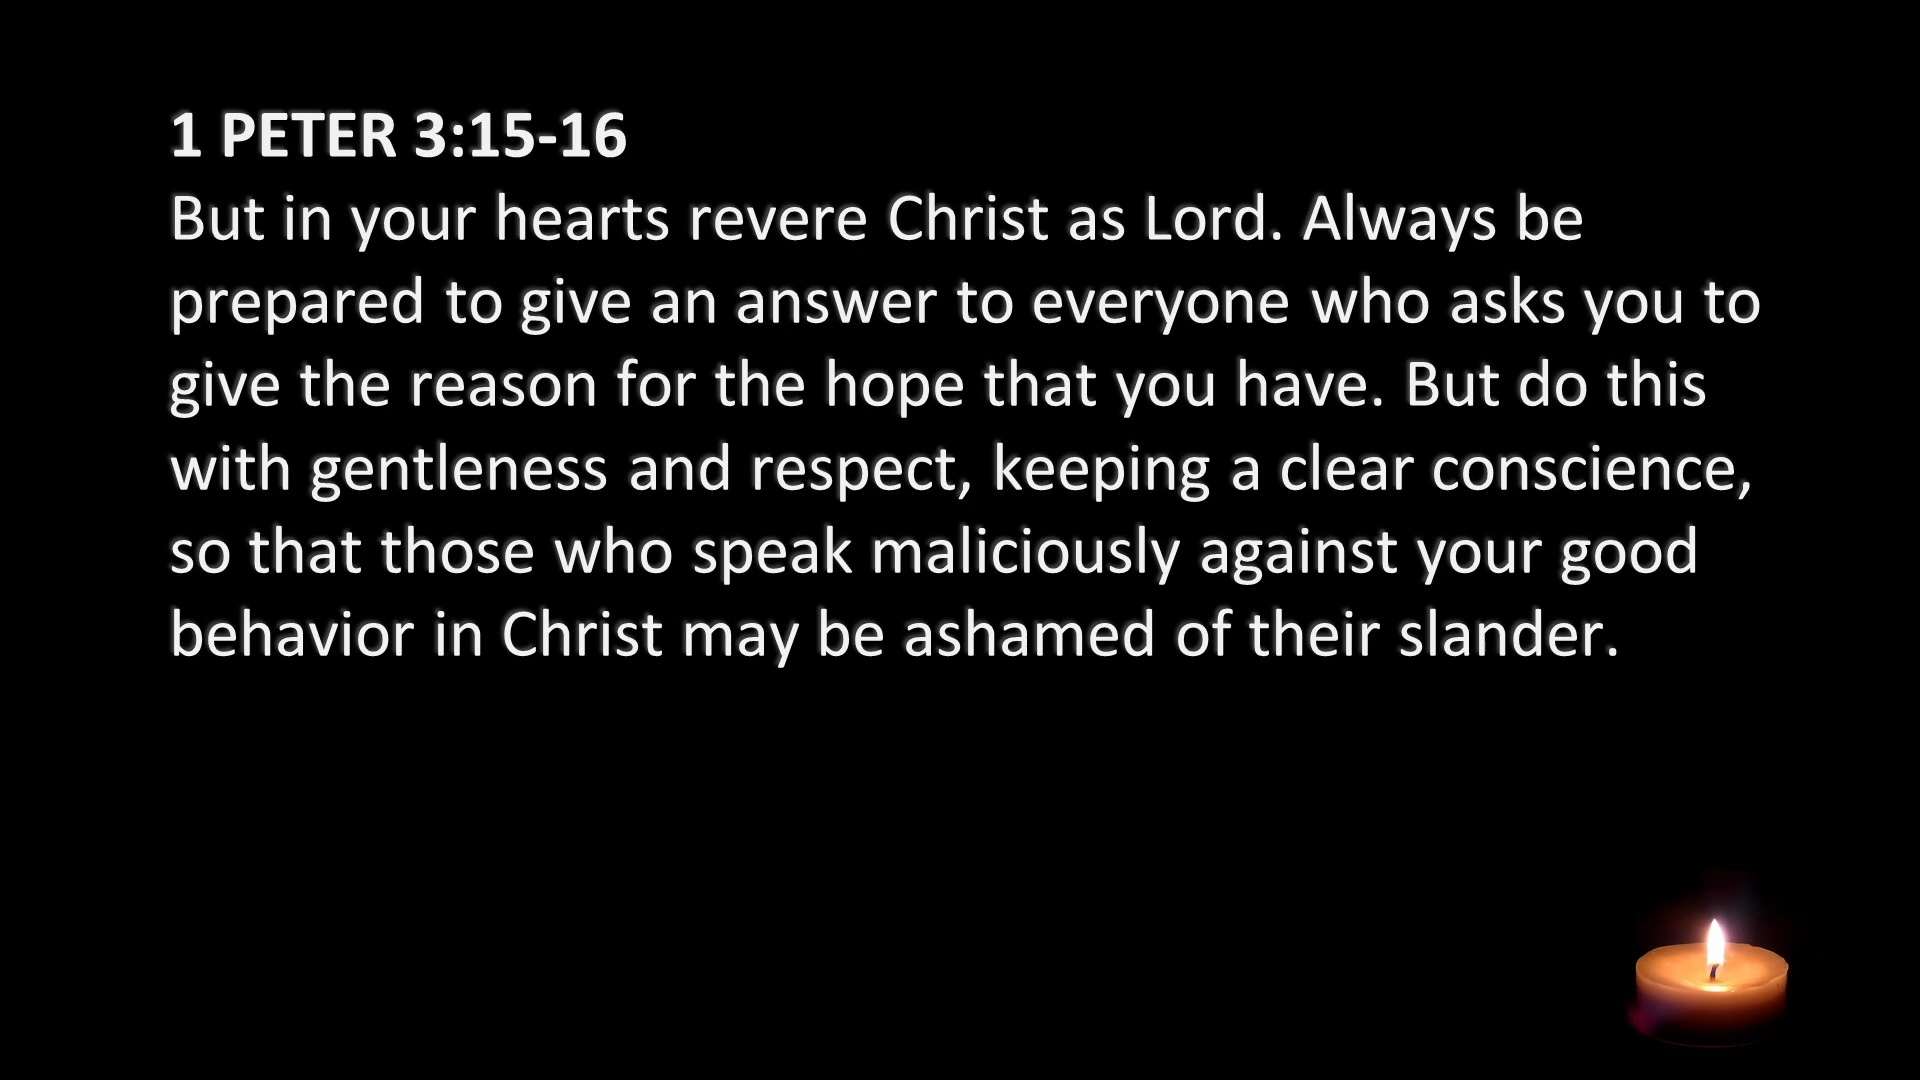 1 PETER 3:15-16
But in your hearts revere Christ as Lord. Always be
prepared to give an answer to everyone who asks you to
give the reason for the hope that you have. But do this
with gentleness and respect, keeping a clear conscience,
so that those who speak maliciously against your good
behavior in Christ may be ashamed of their slander.